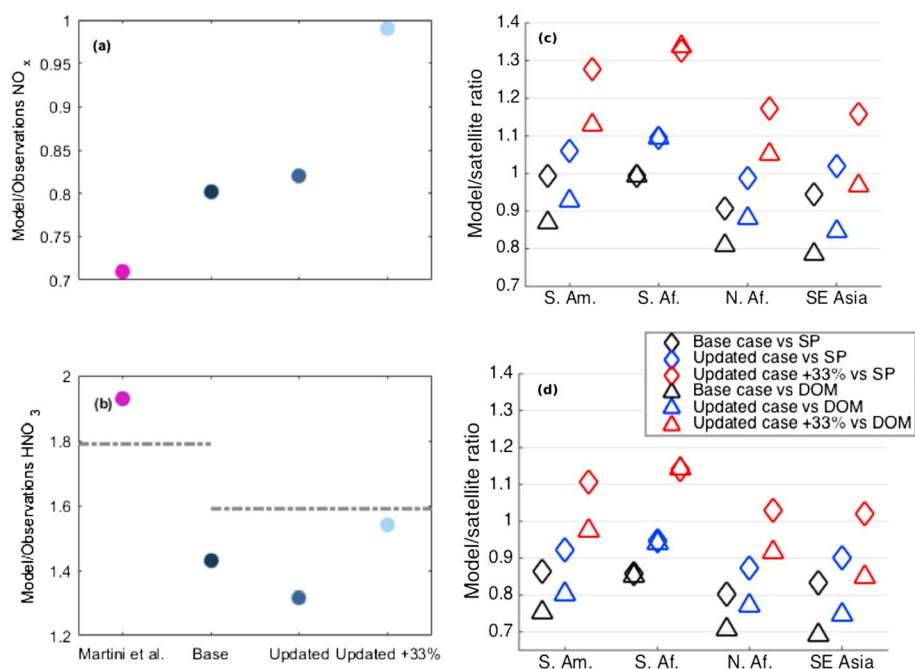 (a)
Model/Observations NOx
1
0.95
0.9
0.85
0.8
0.75
0.7
(c)
Model/satellite ratio
1.4
1.3
1.2
1.1
1
0.9
0.8
0.7
S. Am. S. Af. N. Af. SE Asia
(b)
Model/Observations HNO3
2
1.8
1.6
1.4
1.2
Martini et al. Base Updated Updated +33%
Base case vs SP
Updated case vs SP
Updated case +33% vs SP
Base case vs DOM
Updated case vs DOM
Updated case +33% vs DOM
(d)
Model/satellite ratio
1.4
1.3
1.2
1.1
1
0.9
0.8
0.7
S. Am. S. Af. N. Af. SE Asia